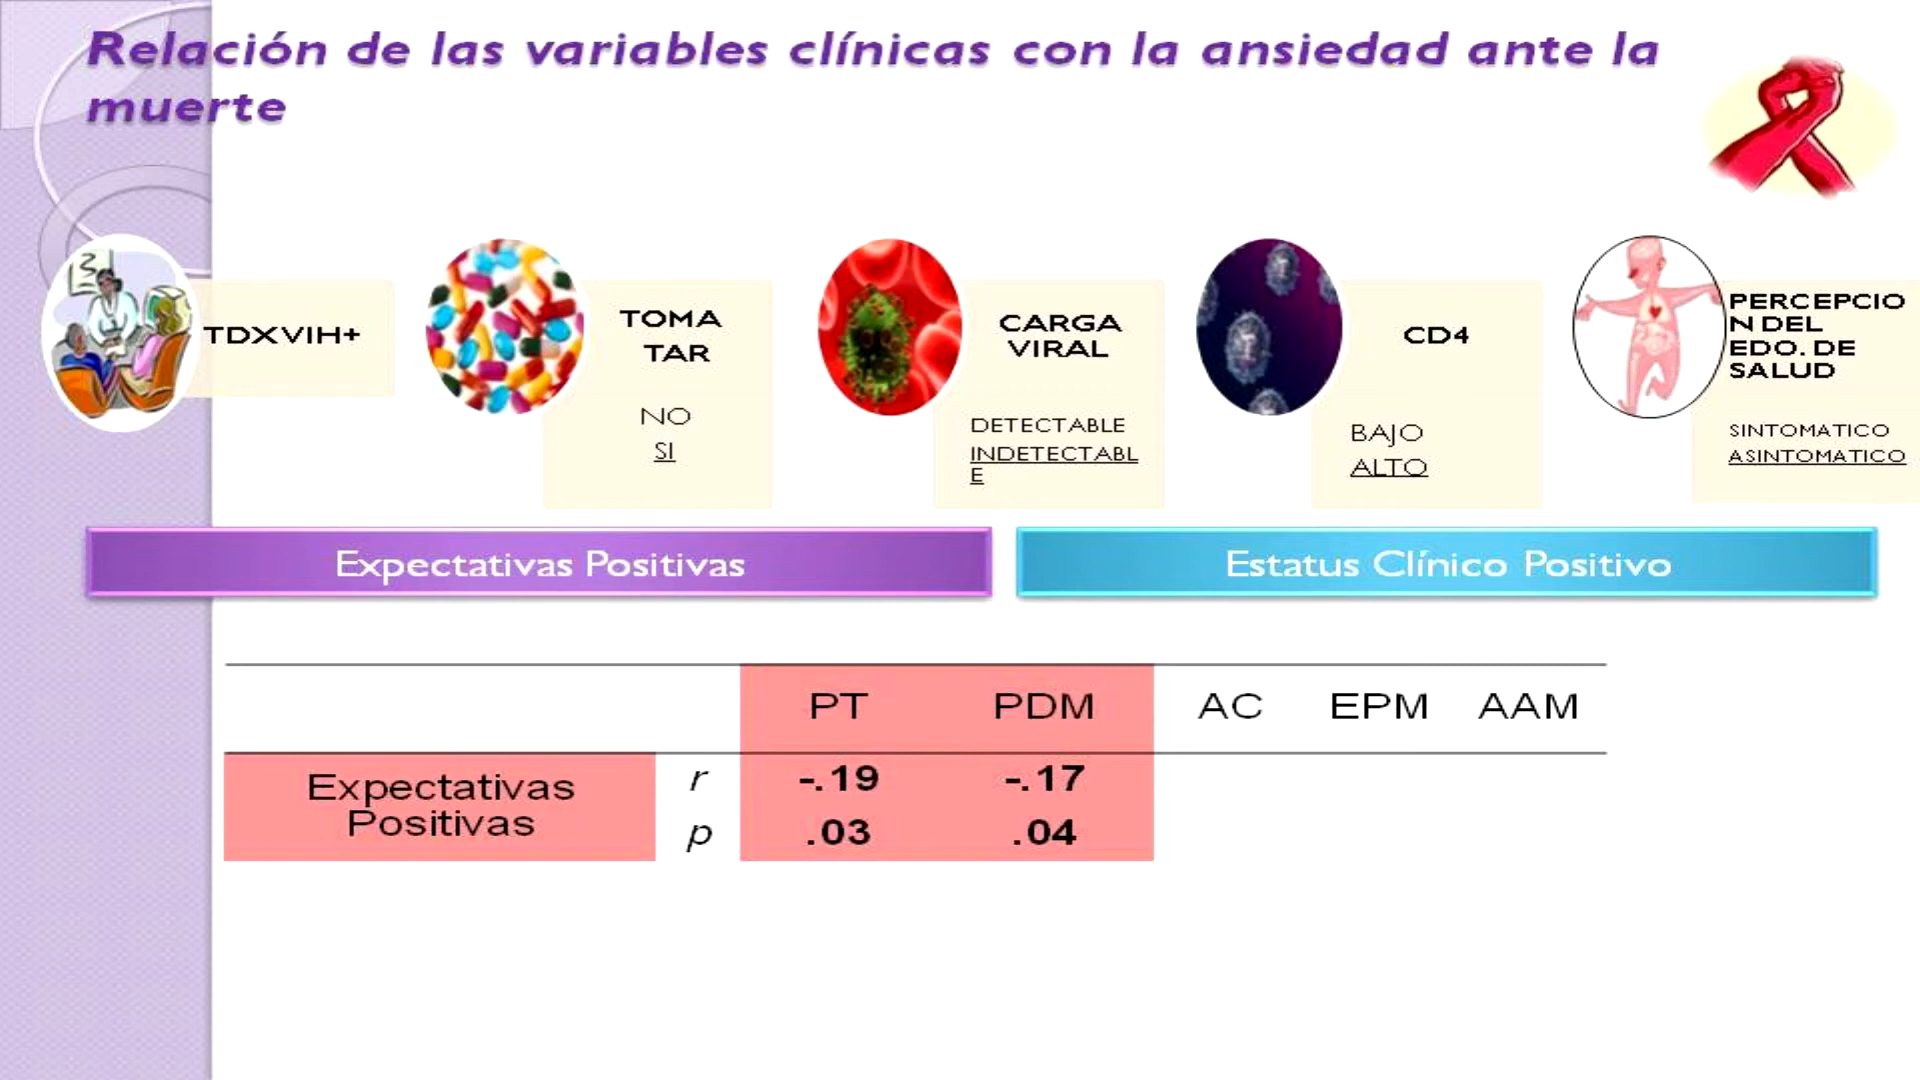 Relación de las variables clínicas con la ansiedad ante la
muerte
TDXVIH+
TOMA
TAR
NO
SI
CARGA
VIRAL
DETECTABLE
INDETECTABL
E
CD4
BAJO
ALTO
PERCEPCIO
N DEL
EDO. DE
SALUD
SINTOMATICO
ASINTOMATICO
Expectativas Positivas
Estatus Clínico Positivo
PT PDM AC EPM AAM
Expectativas
Positivas
r -.19 -.17
p .03 .04